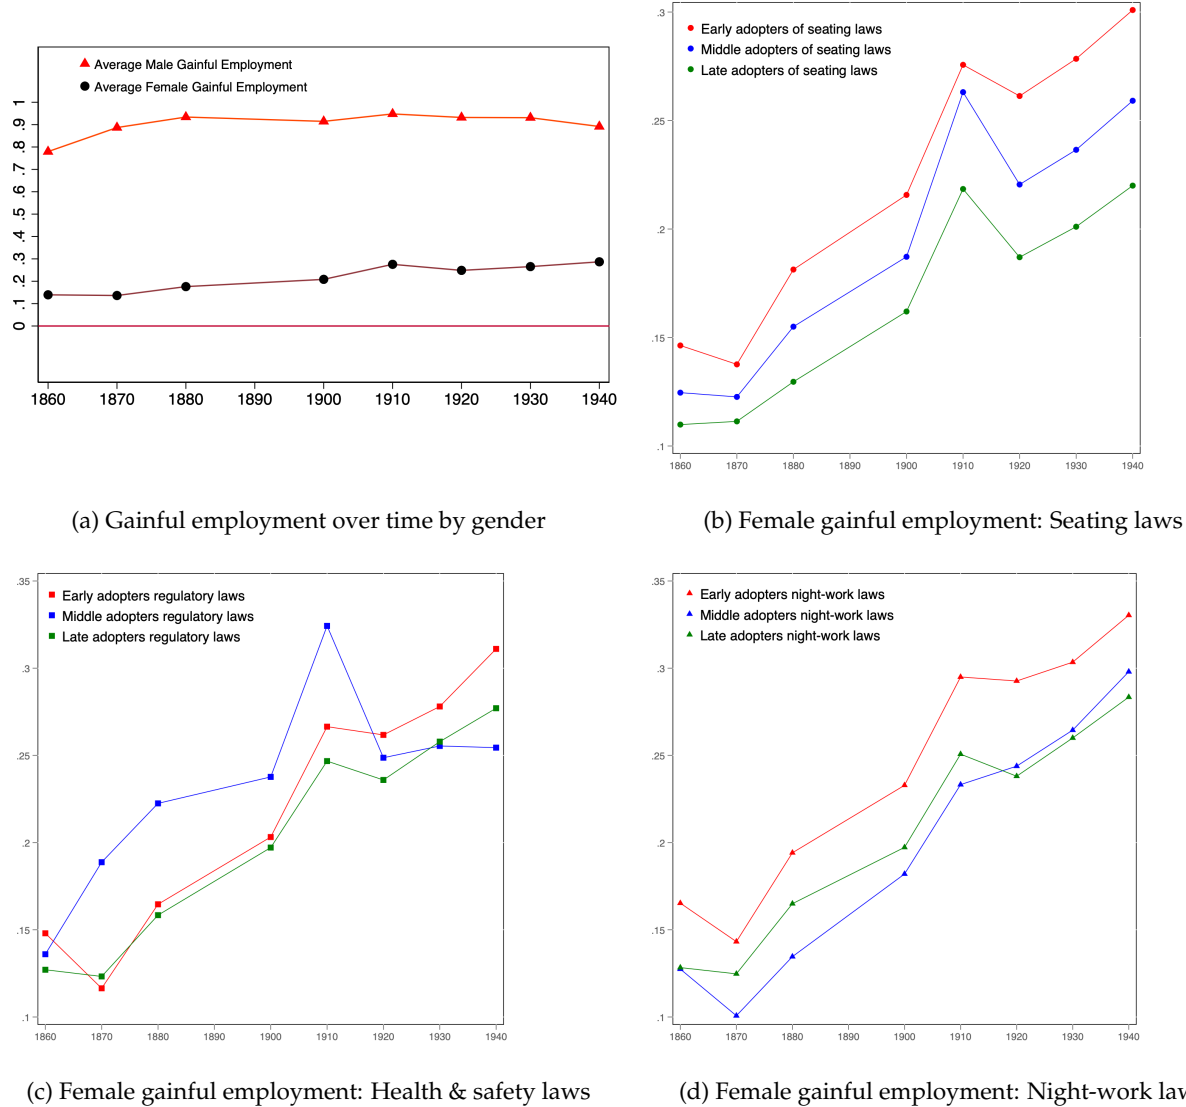 Average Male Gainful Employment
Average Female Gainful Employment
1
.9
.8
.7
.6
.5
.4
.3
.2
.1
0
1860 1870 1880 1890 1900 1910 1920 1930 1940
(a) Gainful employment over time by gender
Early adopters of seating laws
Middle adopters of seating laws
Late adopters of seating laws
.3
.25
.2
.15
.1
1860 1870 1880 1890 1900 1910 1920 1930 1940
(b) Female gainful employment: Seating laws
Early adopters regulatory laws
Middle adopters regulatory laws
Late adopters regulatory laws
.35
.3
.25
.2
.15
.1
1860 1870 1880 1890 1900 1910 1920 1930 1940
(c) Female gainful employment: Health & safety laws
Early adopters night-work laws
Middle adopters night-work laws
Late adopters night-work laws
.35
.3
.25
.2
.15
.1
1860 1870 1880 1890 1900 1910 1920 1930 1940
(d) Female gainful employment: Night-work law